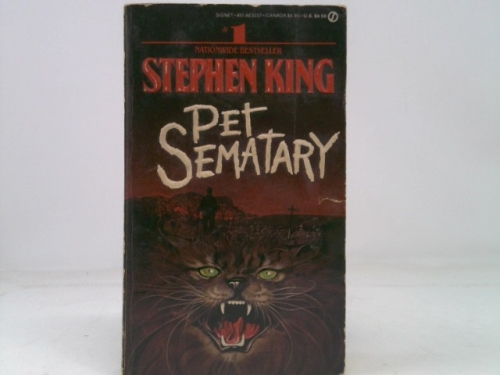 #1
NATIONWIDE BESTSELLER
STEPHEN KING
PET
SEMATARY